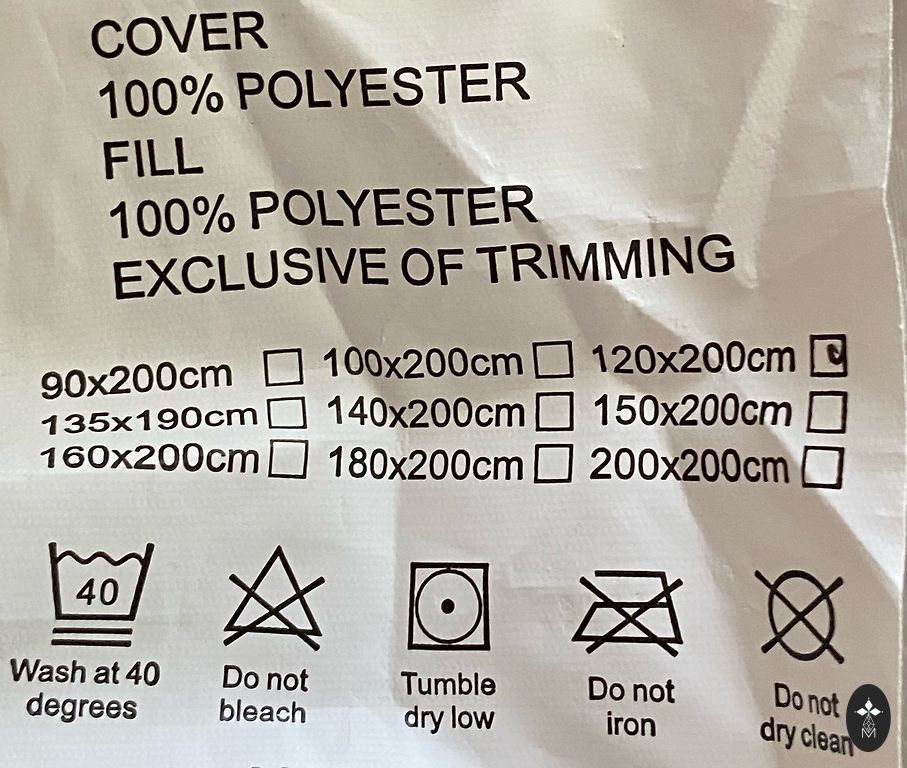 COVER
100% POLYESTER
FILL
100% POLYESTER
EXCLUSIVE OF TRIMMING
90x200cm 100x200cm 120x200cm
135x190cm 140x200cm 150x200cm
160x200cm 180x200cm 200x200cm
40
Wash at 40
degrees
Do not
bleach
Tumble
dry low
Do not
iron
Do not
dry clean